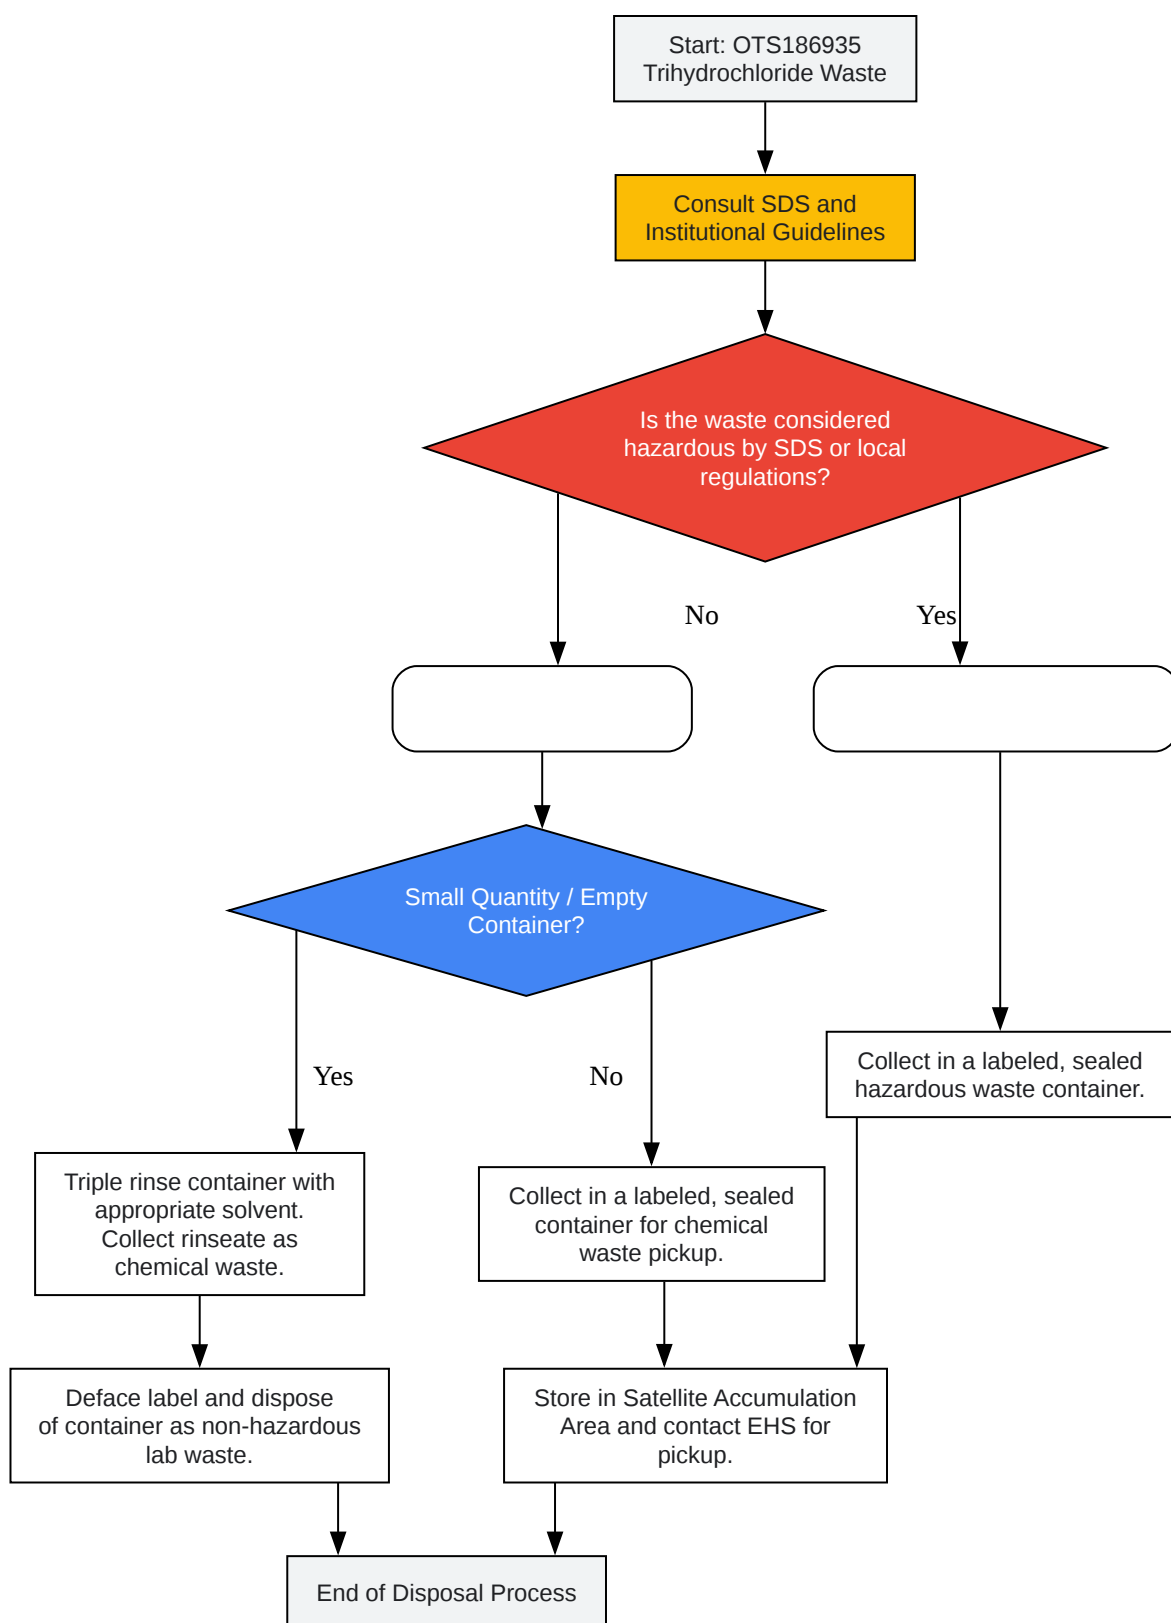 Start: OTS186935
Trihydrochloride Waste
Consult SDS and
Institutional Guidelines
Is the waste considered
hazardous by SDS or local
regulations?
No
Yes
Small Quantity / Empty
Container?
Yes
No
Collect in a labeled, sealed
hazardous waste container.
Triple rinse container with
appropriate solvent.
Collect rinseate as
chemical waste.
Collect in a labeled, sealed
container for chemical
waste pickup.
Deface label and dispose
of container as non-hazardous
lab waste.
Store in Satellite Accumulation
Area and contact EHS for
pickup.
End of Disposal Process